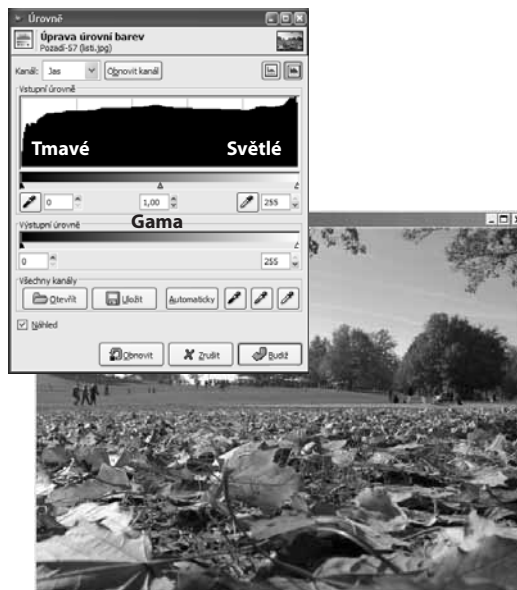 Úrovně
Úprava úrovní barev
Pozadí-57 (listi.jpg)
Kanál: Jas Obnovit kanál
Vstupní úrovně
Tmavé Světlé
0 1,00 255
Gama
Výstupní úrovně
0 255
Všechny kanály
Otevřít Uložit Automaticky
Náhled
Obnovit Zrušit Budiž